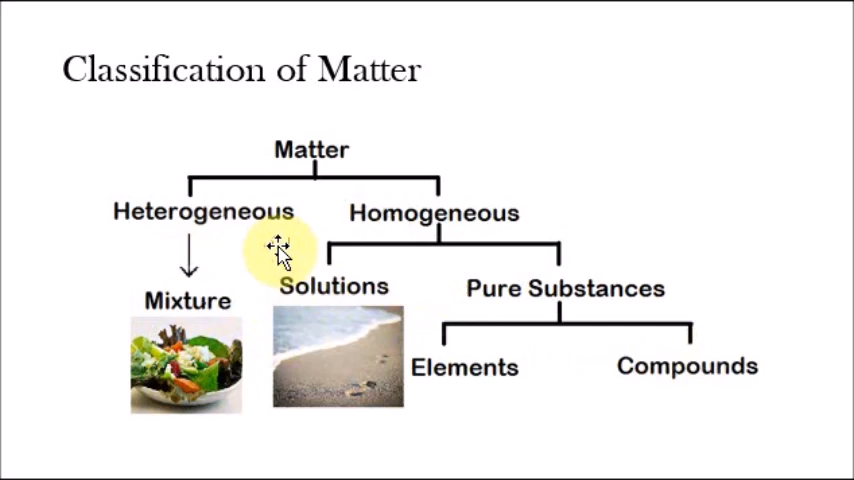 Classification of Matter
Matter
Heterogeneous
Homogeneous
Mixture
Solutions
Pure Substances
Elements
Compounds